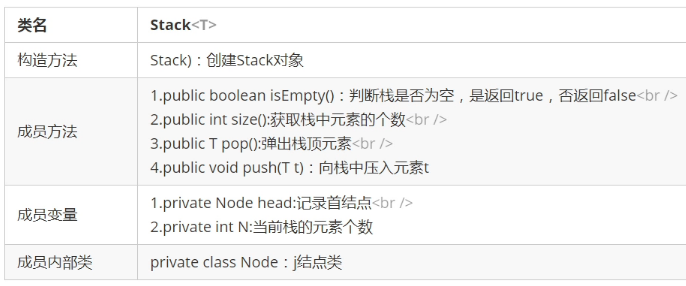 类名 Stack<T>
构造方法 Stack)：创建Stack对象
1.public boolean isEmpty()：判断栈是否为空，是返回true，否返回false<br />
2.public int size():获取栈中元素的个数<br />
成员方法
3.public T pop():弹出栈顶元素<br />
4.public void push(T t)：向栈中压入元素t
成员变量
1.private Node head:记录首结点<br />
2.private int N:当前栈的元素个数
成员内部类 private class Node：j结点类